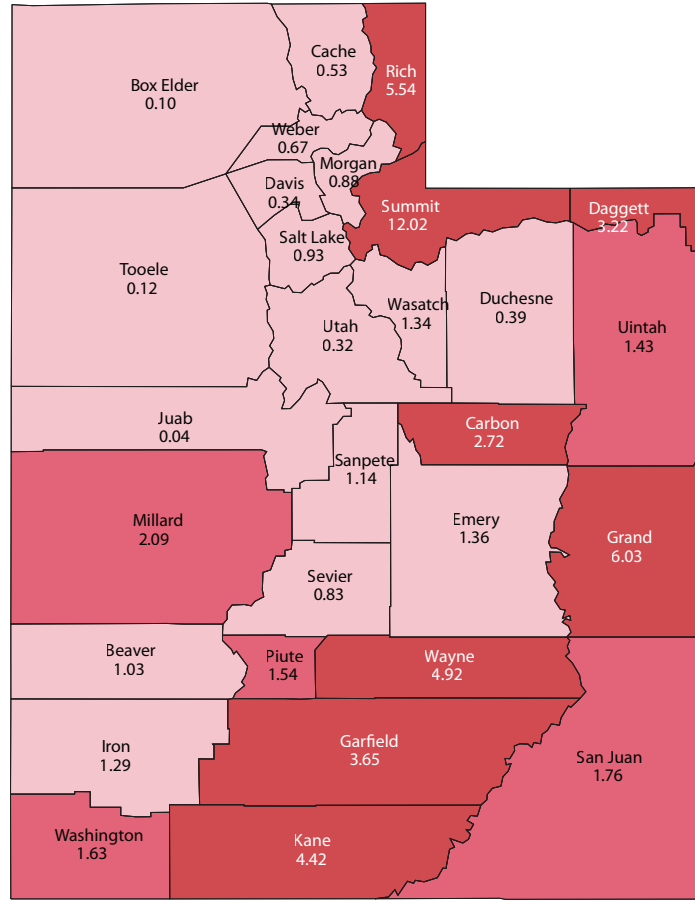 Cache
0.53
Rich
5.54
Box Elder
0.10
Weber
0.67
Morgan
0.88
Davis
0.34
Summit
12.02
Daggett
3.22
Salt Lake
0.93
Tooele
0.12
Wasatch
1.34
Duchesne
0.39
Utah
0.32
Uintah
1.43
Juab
0.04
Carbon
2.72
Sanpete
1.14
Millard
2.09
Emery
1.36
Grand
6.03
Sevier
0.83
Beaver
1.03
Piute
1.54
Wayne
4.92
Garfield
3.65
Iron
1.29
San Juan
1.76
Washington
1.63
Kane
4.42